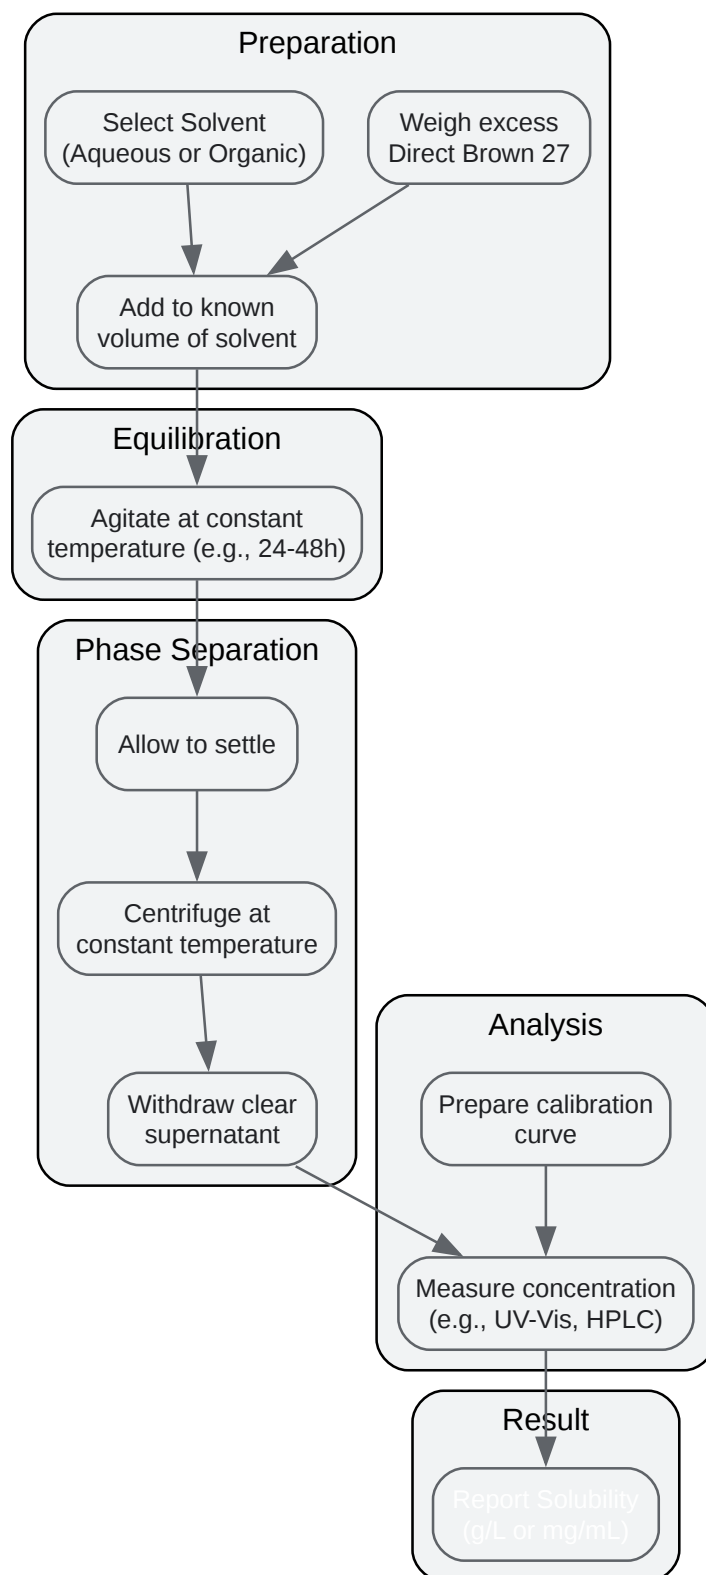 Preparation
Select Solvent
(Aqueous or Organic)
Weigh excess
Direct Brown 27
Add to known
volume of solvent
Equilibration
Agitate at constant
temperature (e.g., 24-48h)
Phase Separation
Allow to settle
Centrifuge at
constant temperature
Withdraw clear
supernatant
Analysis
Prepare calibration
curve
Measure concentration
(e.g., UV-Vis, HPLC)
Result
Report Solubility
(g/L or mg/mL)